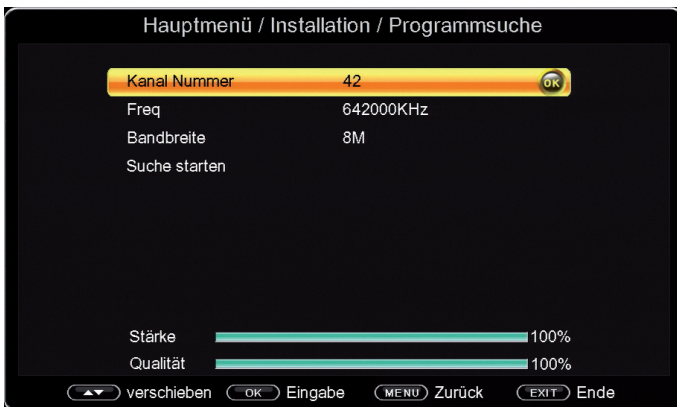 Hauptmenü / Installation / Programmsuche
Kanal Nummer 42 OK
Freq 642000KHz
Bandbreite 8M
Suche starten
Stärke 100%
Qualität 100%
verschieben OK Eingabe MENU Zurück EXIT Ende